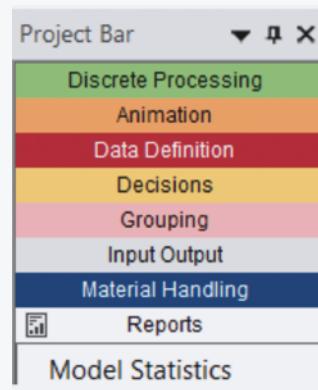 Project Bar
Discrete Processing
Animation
Data Definition
Decisions
Grouping
Input Output
Material Handling
Reports
Model Statistics